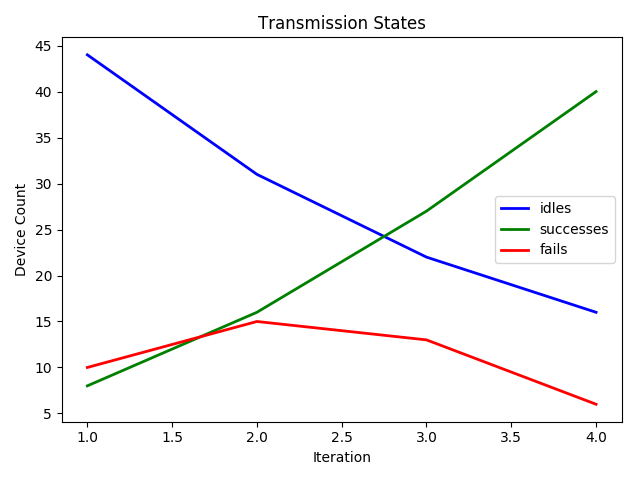 Transmission States
45
40
35
30
25
20
15
10
5
Device Count
idles
successes
fails
1.0 1.5 2.0 2.5 3.0 3.5 4.0
Iteration